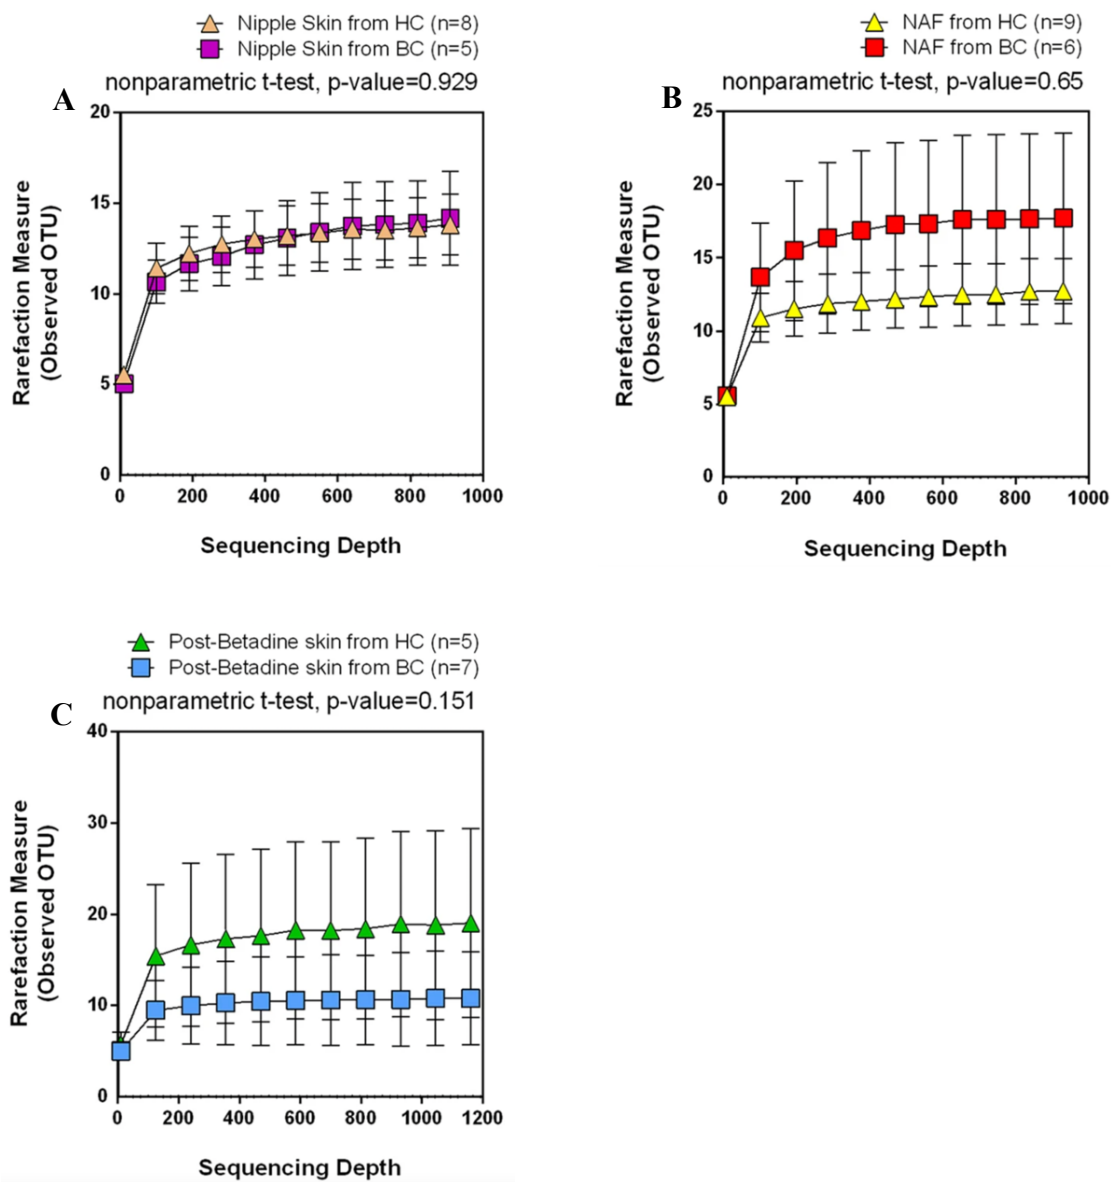 Nipple Skin from HC (n=8)
Nipple Skin from BC (n=5)
nonparametric t-test, p-value=0.929
A
20
15
10
5
0
0 200 400 600 800 1000
Rarefaction Measure
(Observed OTU)
Sequencing Depth
NAF from HC (n=9)
NAF from BC (n=6)
nonparametric t-test, p-value=0.65
B
25
20
15
10
5
0
0 200 400 600 800 1000
Rarefaction Measure
(Observed OTU)
Sequencing Depth
Post-Betadine skin from HC (n=5)
Post-Betadine skin from BC (n=7)
nonparametric t-test, p-value=0.151
C
40
30
20
10
0
0 200 400 600 800 1000 1200
Rarefaction Measure
(Observed OTU)
Sequencing Depth